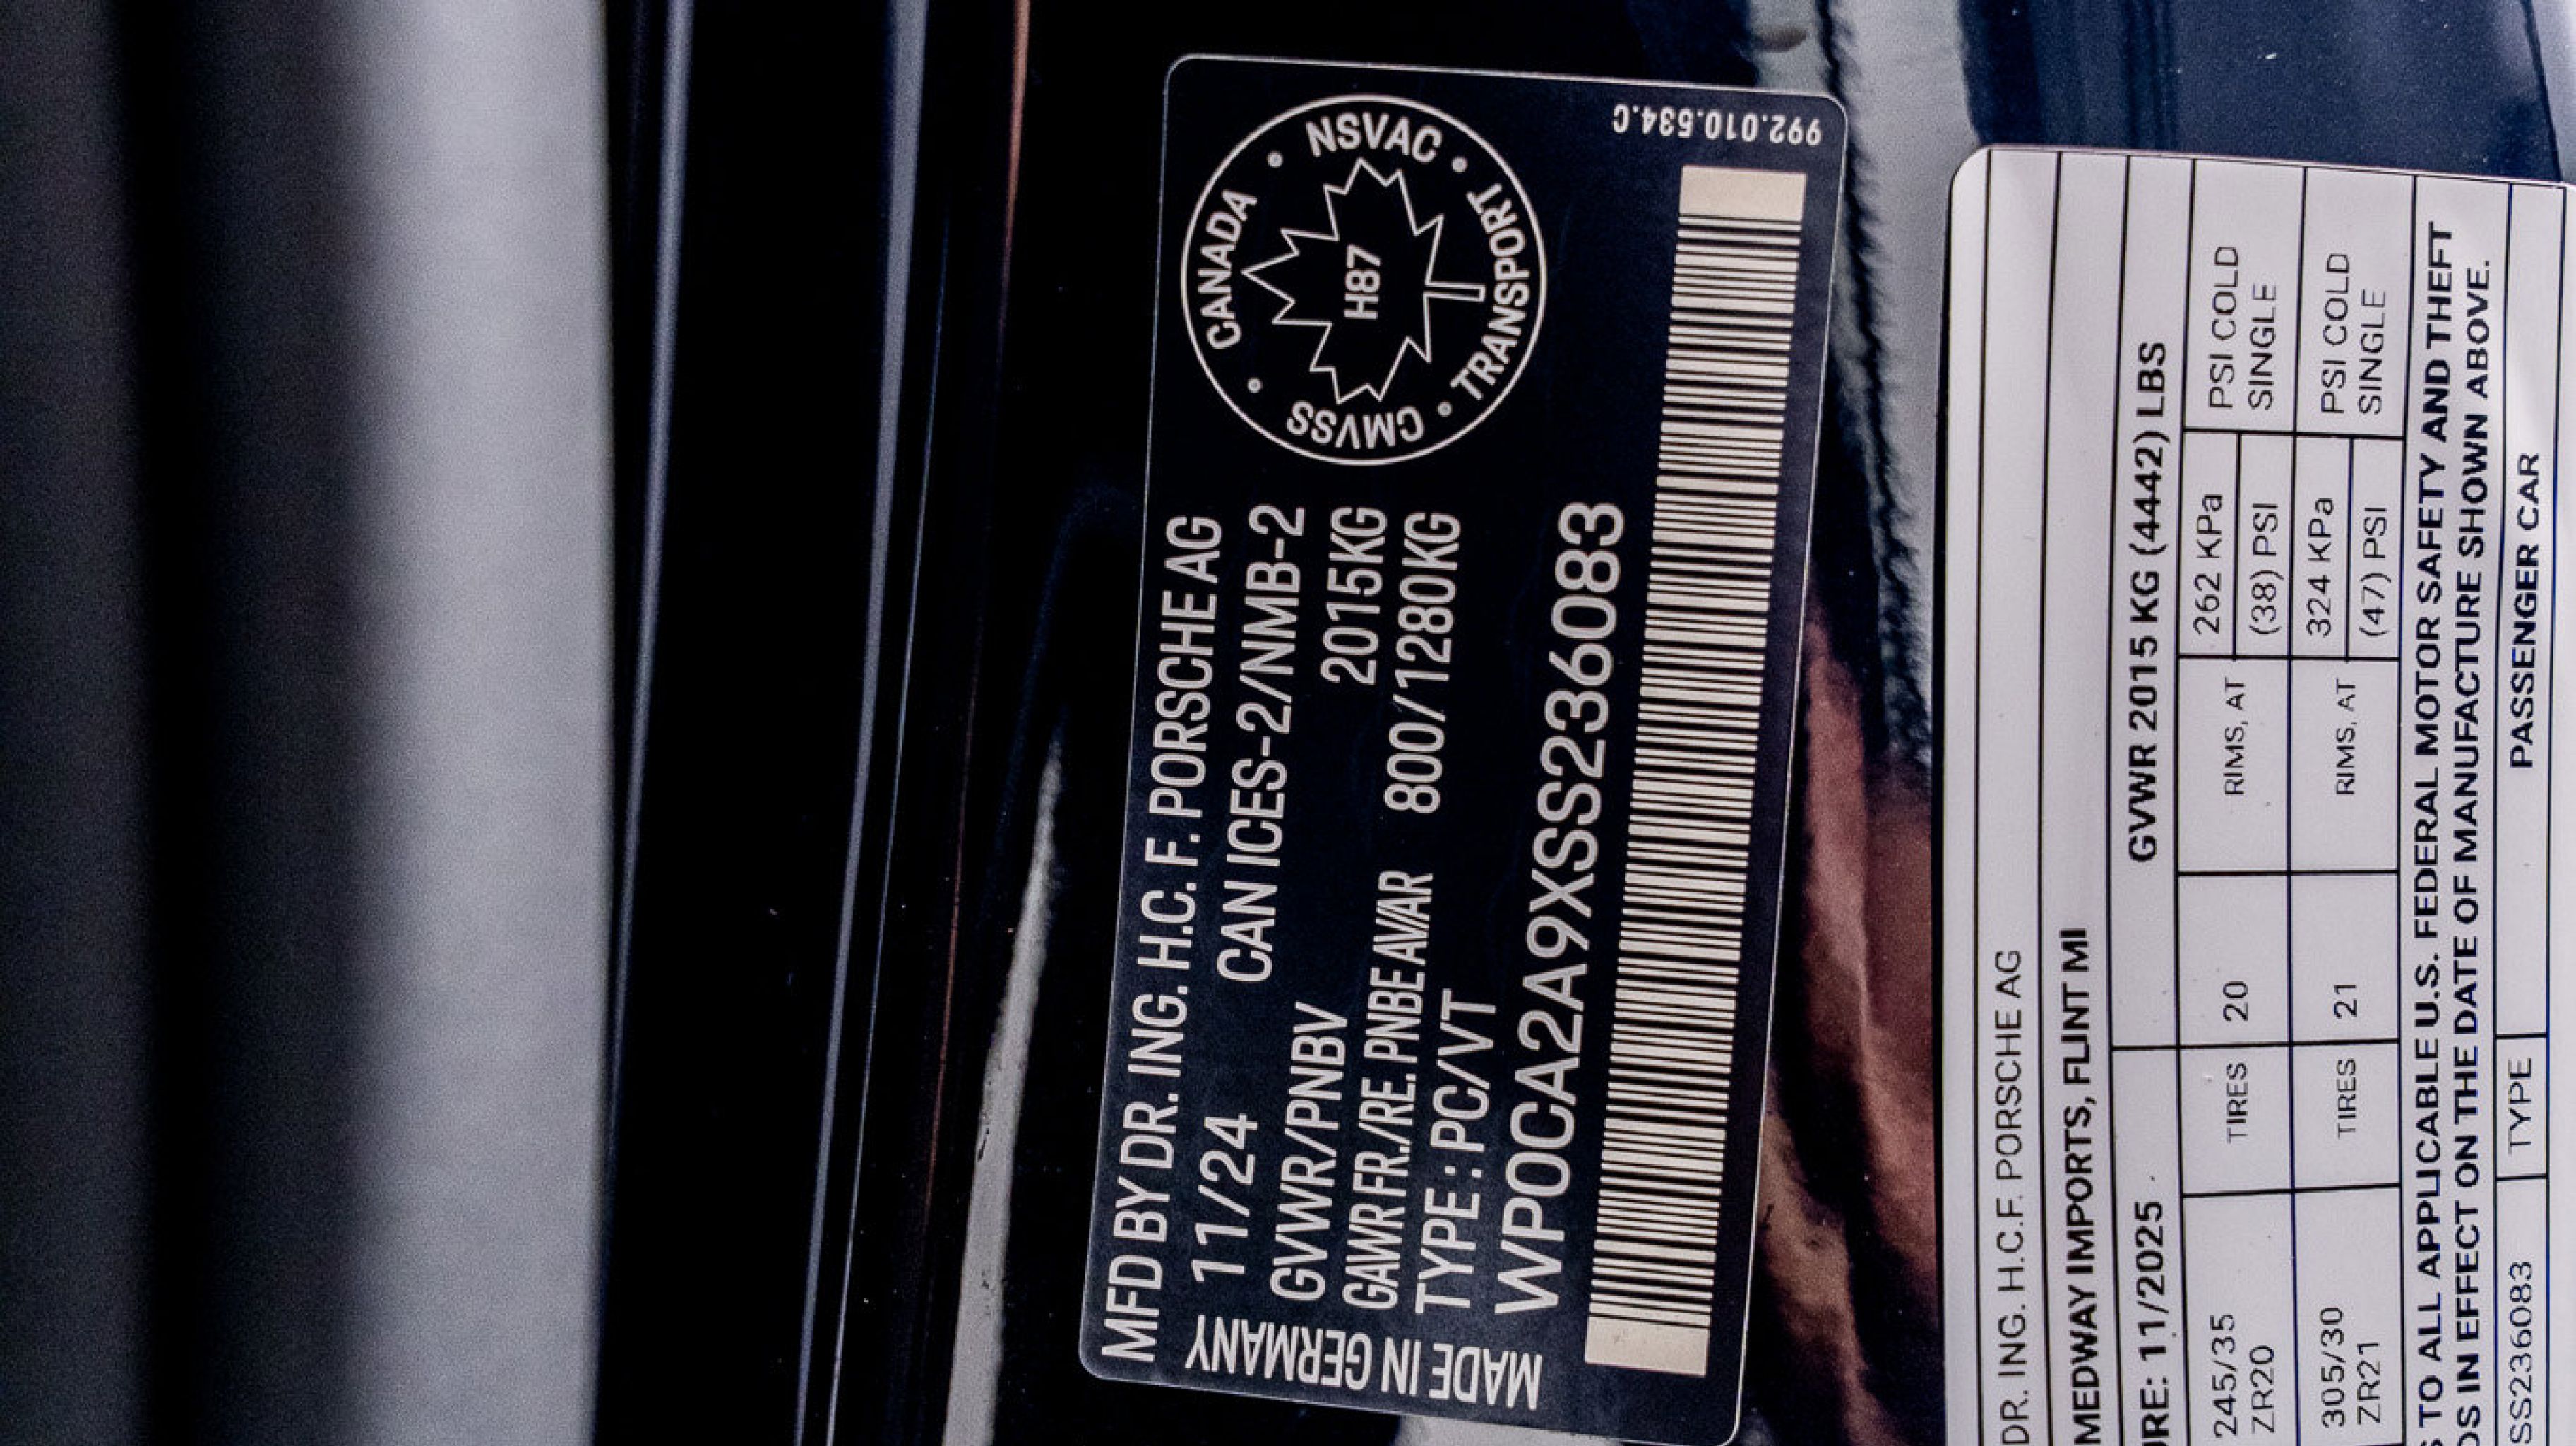 MFD BY DR. ING. H.C. F. PORSCHE AG
11/24 CAN ICES-2/NMB-2
GVWR/PNBV 2015KG
GAWR FR./RE. PNBE AV/AR 800/1280KG
TYPE : PC/VT
WP0CA2A9XSS236083
MADE IN GERMANY
CANADA • NSVAC • TRANSPORT • CMVSS •
H87
992.010.534.C
DR. ING. H.C.F. PORSCHE AG
MEDWAY IMPORTS, FLINT MI
URE: 11/2025 GVWR 2015 KG (4442) LBS
245/35 ZR20 TIRES 20 RIMS, AT 262 KPa (38) PSI PSI COLD SINGLE
305/30 ZR21 TIRES 21 RIMS, AT 324 KPa (47) PSI PSI COLD SINGLE
S TO ALL APPLICABLE U.S. FEDERAL MOTOR SAFETY AND THEFT
DS IN EFFECT ON THE DATE OF MANUFACTURE SHOWN ABOVE.
SS236083 TYPE PASSENGER CAR